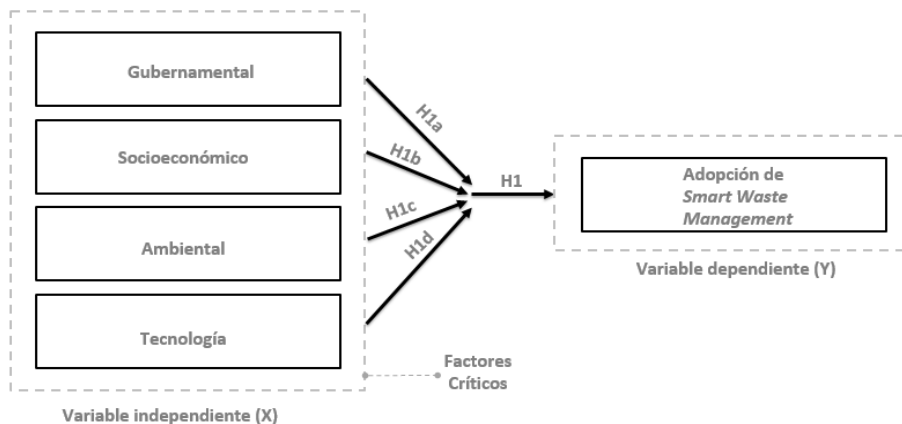 Gubernamental
Socioeconómico
Ambiental
Tecnología
Variable independiente (X)
H1a
H1b
H1c
H1d
H1
Factores
Críticos
Adopción de
Smart Waste
Management
Variable dependiente (Y)